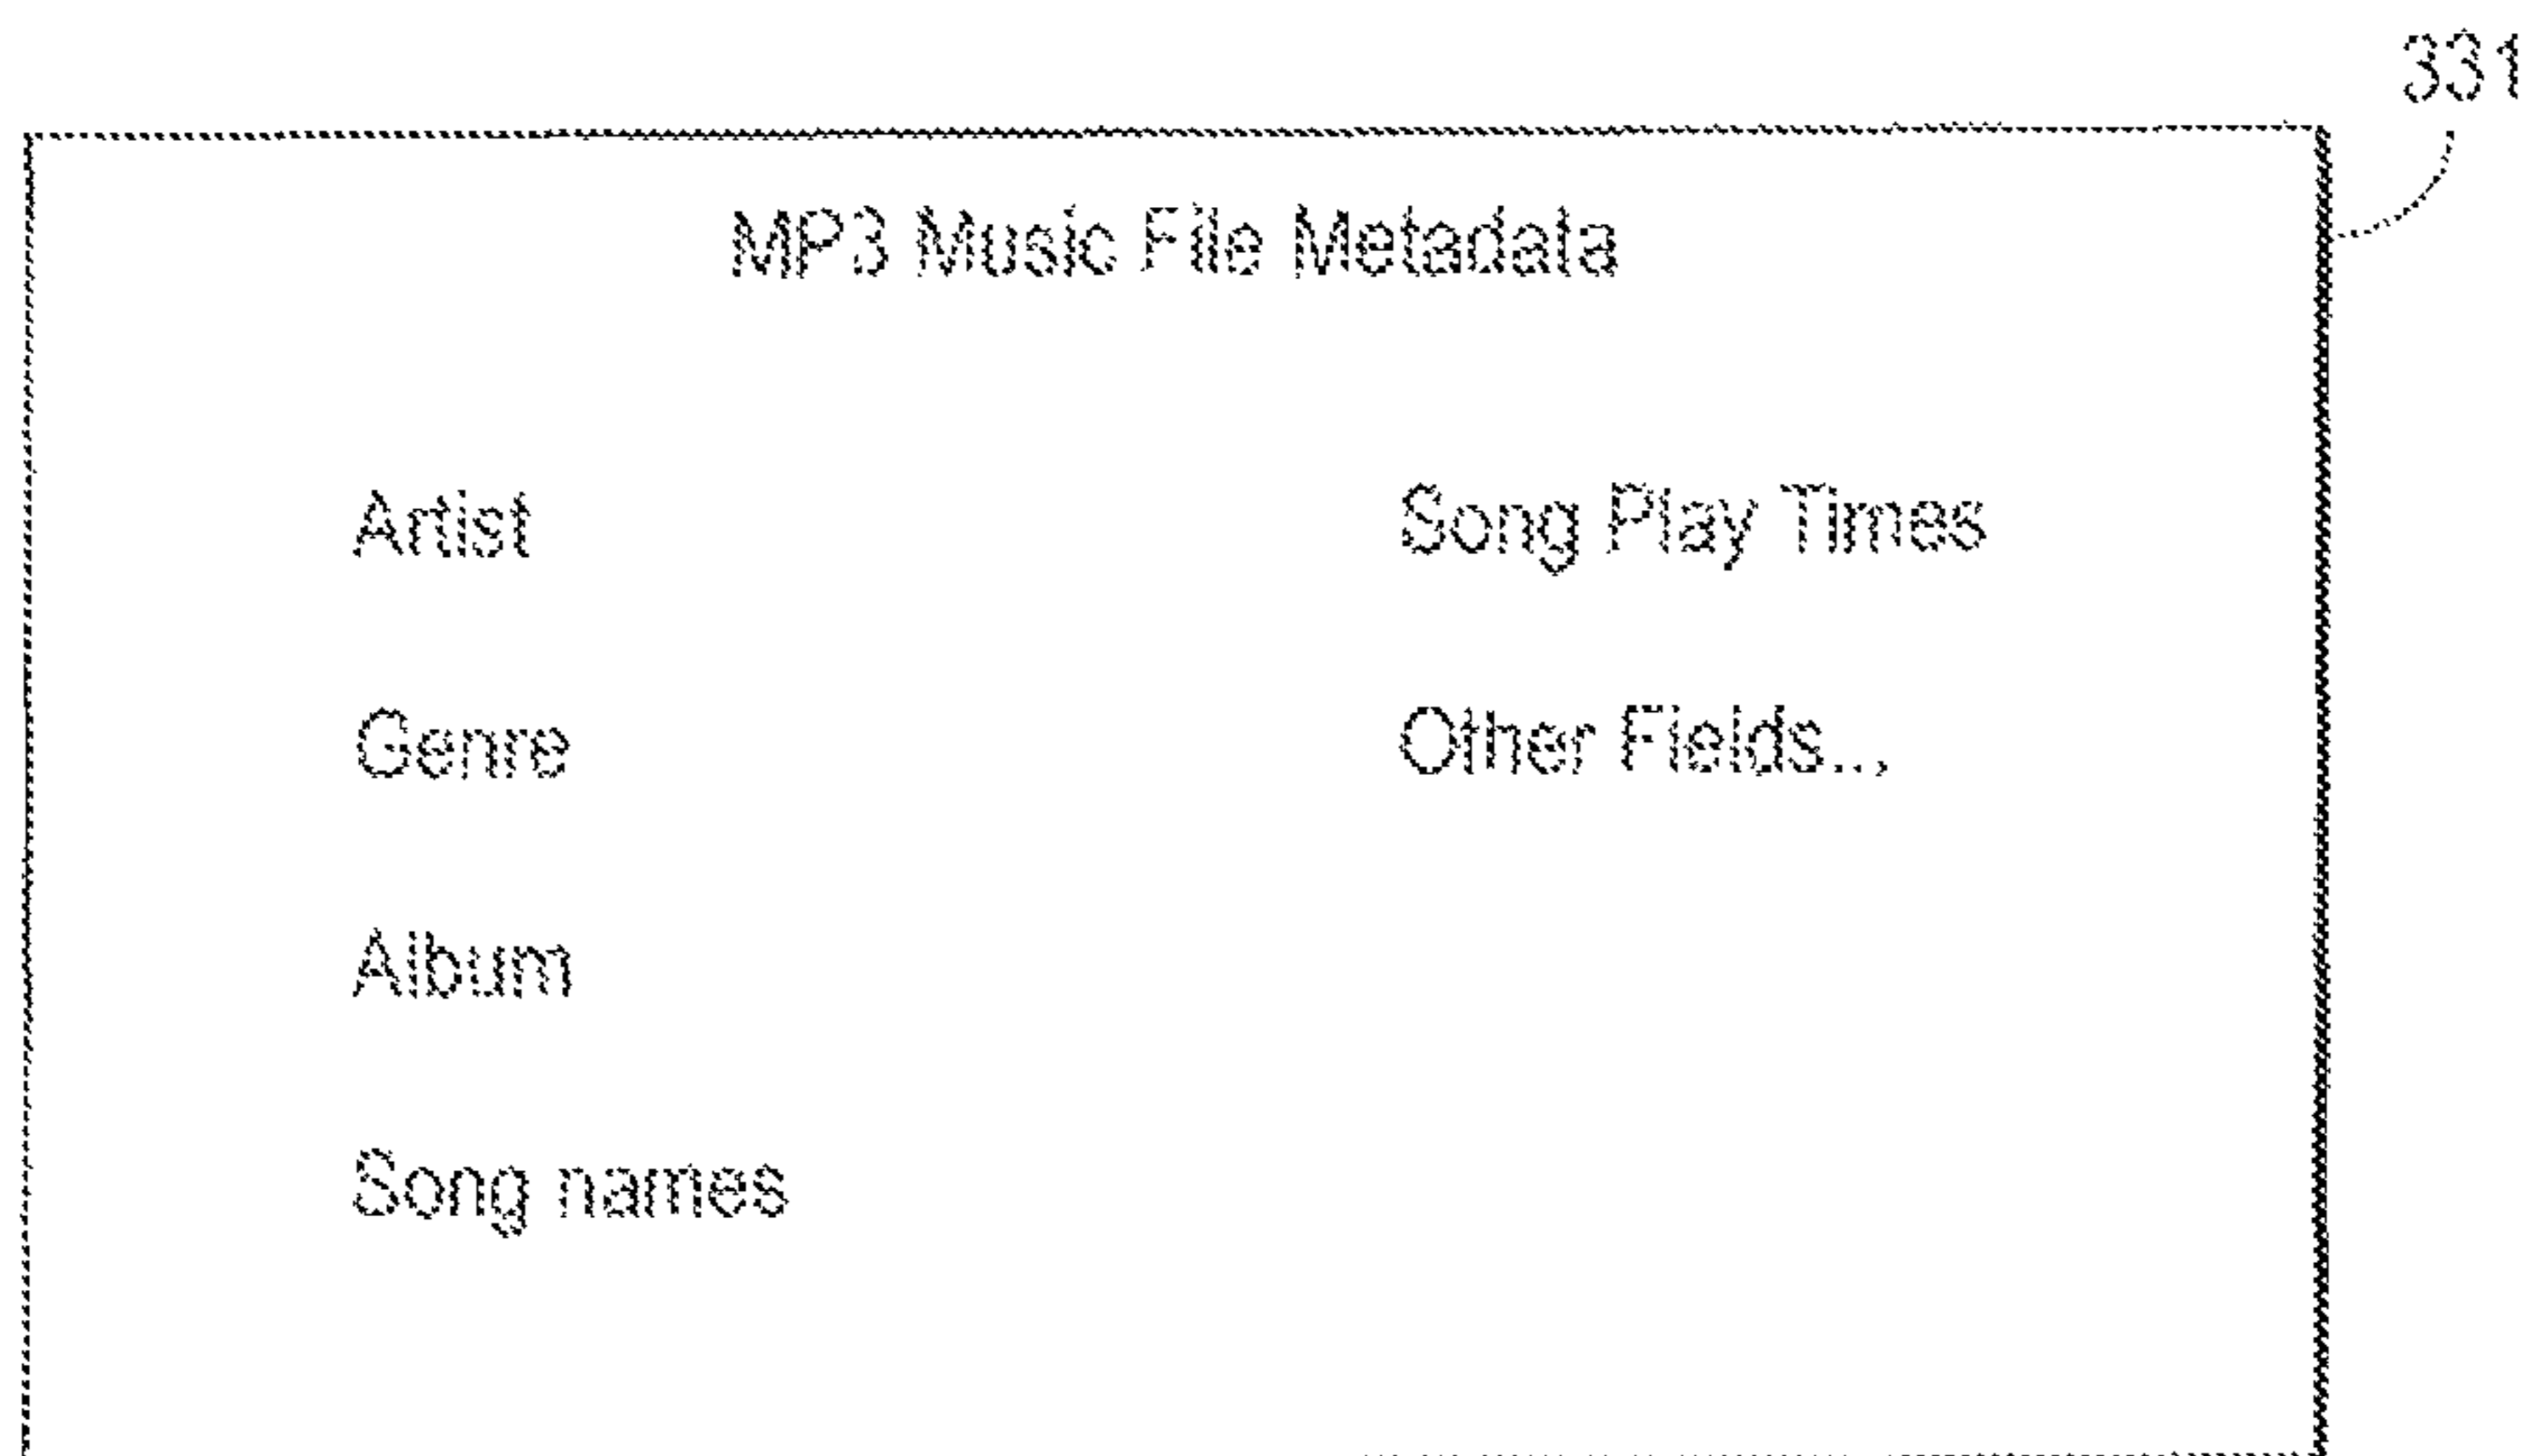 331
MP3 Music File Metadata
Artist
Genre
Album
Song names
Song Play Times
Other Fields...